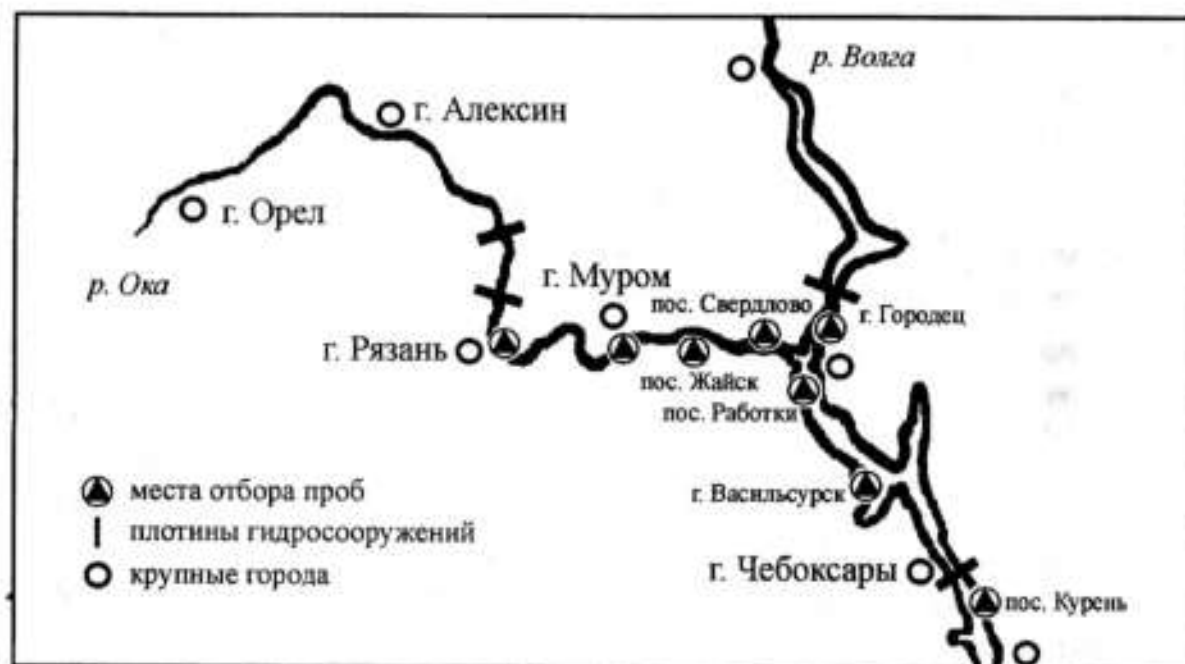 р. Волга
г. Алексин
г. Орел
р. Ока
г. Муром
пос. Свердлово
г. Городец
г. Рязань
пос. Жайск
пос. Работки
г. Васильсурск
места отбора проб
плотины гидросооружений
крупные города
г. Чебоксары
пос. Курень